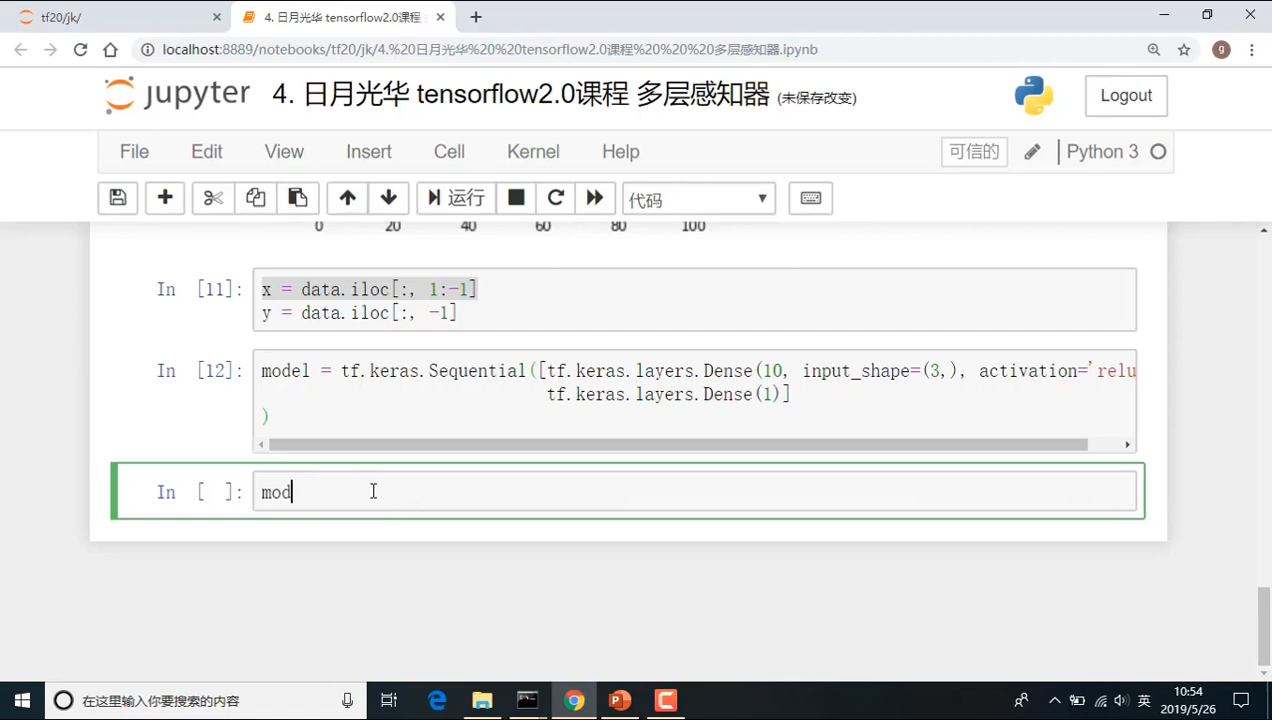 tf20/jk/
4. 日月光华 tensorflow2.0课程
localhost:8889/notebooks/tf20/jk/4.%20日月光华%20%20tensorflow2.0课程%20%20%20多层感知器.ipynb
g
jupyter 4. 日月光华 tensorflow2.0课程 多层感知器 (未保存改变)
Logout
File Edit View Insert Cell Kernel Help 可信的 Python 3
运行 代码
0 20 40 60 80 100
In [11]: x = data.iloc[:, 1:-1]
y = data.iloc[:, -1]
In [12]: model = tf.keras.Sequential([tf.keras.layers.Dense(10, input_shape=(3,), activation='relu
tf.keras.layers.Dense(1)]
)
In [ ]: mod
在这里输入你要搜索的内容
英
10:54
2019/5/26